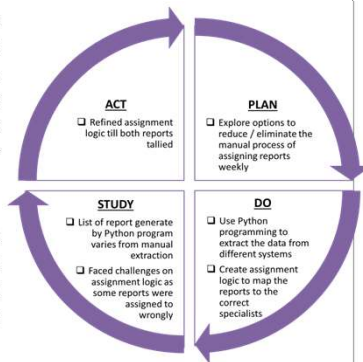 ACT
❑ Refined assignment
logic till both reports
tallied
PLAN
❑ Explore options to
reduce / eliminate the
manual process of
assigning reports
weekly
STUDY
❑ List of report generate
by Python program
varies from manual
extraction
❑ Faced challenges on
assignment logic as
some reports were
assigned to
wrongly
DO
❑ Use Python
programming to
extract the data from
different systems
❑ Create assignment
logic to map the
reports to the
correct
specialists